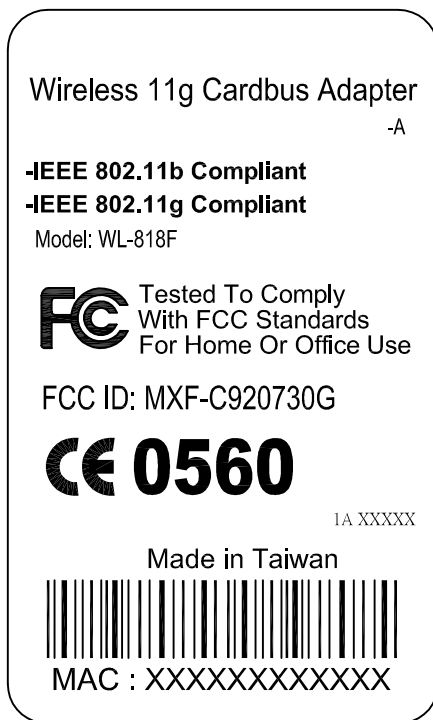 Wireless 11g Cardbus Adapter
-A
-IEEE 802.11b Compliant
-IEEE 802.11g Compliant
Model: WL-818F
FC Tested To Comply
With FCC Standards
For Home Or Office Use
FCC ID: MXF-C920730G
CE 0560
1A XXXXX
Made in Taiwan
MAC : XXXXXXXXXXXX